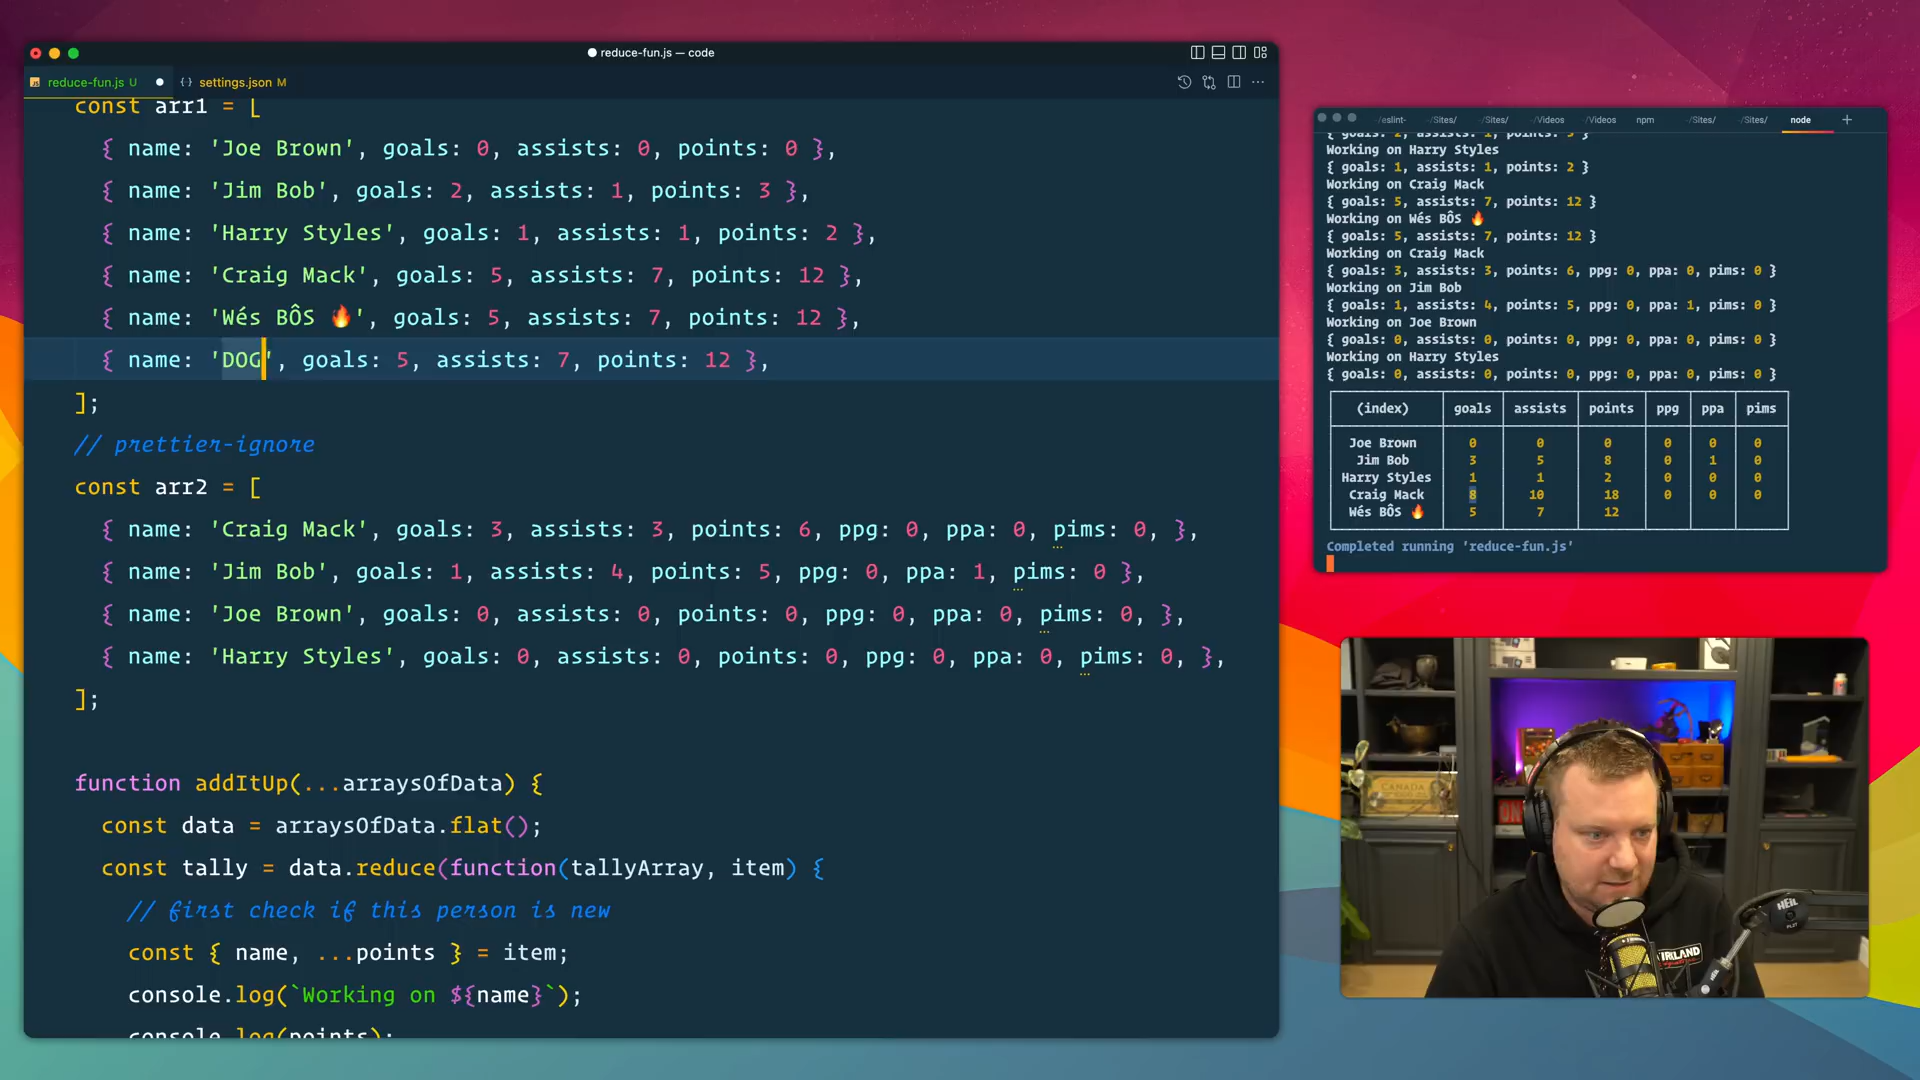 reduce-fun.js — code
reduce-fun.js U
settings.json M
const arr1 = [
{ name: 'Joe Brown', goals: 0, assists: 0, points: 0 },
{ name: 'Jim Bob', goals: 2, assists: 1, points: 3 },
{ name: 'Harry Styles', goals: 1, assists: 1, points: 2 },
{ name: 'Craig Mack', goals: 5, assists: 7, points: 12 },
{ name: 'Wés BÔS 🔥', goals: 5, assists: 7, points: 12 },
{ name: 'DOG', goals: 5, assists: 7, points: 12 },
];
// prettier-ignore
const arr2 = [
{ name: 'Craig Mack', goals: 3, assists: 3, points: 6, ppg: 0, ppa: 0, pims: 0, },
{ name: 'Jim Bob', goals: 1, assists: 4, points: 5, ppg: 0, ppa: 1, pims: 0 },
{ name: 'Joe Brown', goals: 0, assists: 0, points: 0, ppg: 0, ppa: 0, pims: 0, },
{ name: 'Harry Styles', goals: 0, assists: 0, points: 0, ppg: 0, ppa: 0, pims: 0, },
];
function addItUp(...arraysOfData) {
const data = arraysOfData.flat();
const tally = data.reduce(function(tallyArray, item) {
// first check if this person is new
const { name, ...points } = item;
console.log(`Working on ${name}`);
console.log(points);
~/eslint- ~/Sites/ ~/Sites/ ~/Videos ~/Videos npm ~/Sites/ ~/Sites/ node
Working on Harry Styles
{ goals: 1, assists: 1, points: 2 }
Working on Craig Mack
{ goals: 5, assists: 7, points: 12 }
Working on Wés BÔS 🔥
{ goals: 5, assists: 7, points: 12 }
Working on Craig Mack
{ goals: 3, assists: 3, points: 6, ppg: 0, ppa: 0, pims: 0 }
Working on Jim Bob
{ goals: 1, assists: 4, points: 5, ppg: 0, ppa: 1, pims: 0 }
Working on Joe Brown
{ goals: 0, assists: 0, points: 0, ppg: 0, ppa: 0, pims: 0 }
Working on Harry Styles
{ goals: 0, assists: 0, points: 0, ppg: 0, ppa: 0, pims: 0 }
(index) goals assists points ppg ppa pims
Joe Brown 0 0 0 0 0 0
Jim Bob 3 5 8 0 1 0
Harry Styles 1 1 2 0 0 0
Craig Mack 8 10 18 0 0 0
Wés BÔS 🔥 5 7 12
Completed running 'reduce-fun.js'
CANADA
HEIL
HEIL